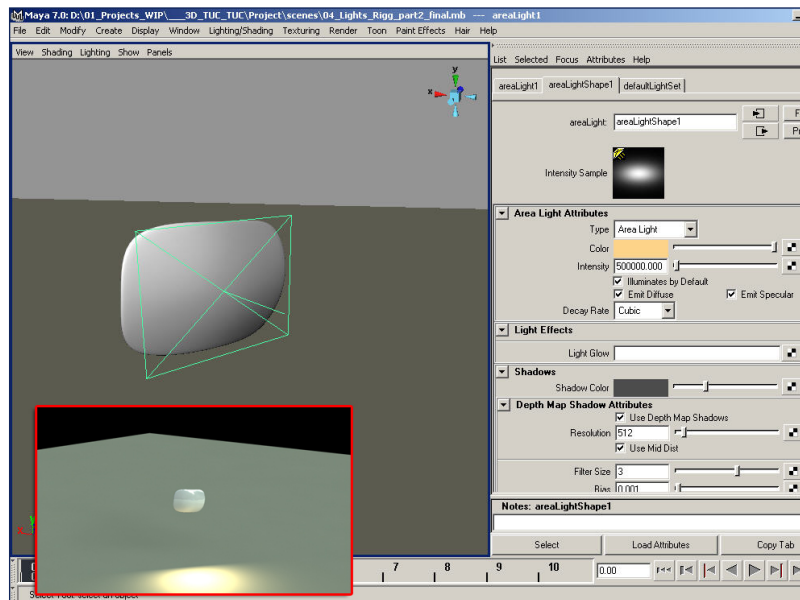 Maya 7.0: D:\01_Projects_WIP\___3D_TUC_TUC\Project\scenes\04_Lights_Rigg_part2_final.mb --- areaLight1
File Edit Modify Create Display Window Lighting/Shading Texturing Render Toon Paint Effects Hair Help
View Shading Lighting Show Panels
List Selected Focus Attributes Help
areaLight1 areaLightShape1 defaultLightSet
areaLight: areaLightShape1
F
Pr
Intensity Sample
y
x
Area Light Attributes
Type Area Light
Color
Intensity 500000.000
Illuminates by Default
Emit Diffuse Emit Specular
Decay Rate Cubic
Light Effects
Light Glow
Shadows
Shadow Color
Depth Map Shadow Attributes
Use Depth Map Shadows
Resolution 512
Use Mid Dist
Filter Size 3
Bias 0.001
Notes: areaLightShape1
Select Load Attributes Copy Tab
y
x
7 8 9 10 0.00